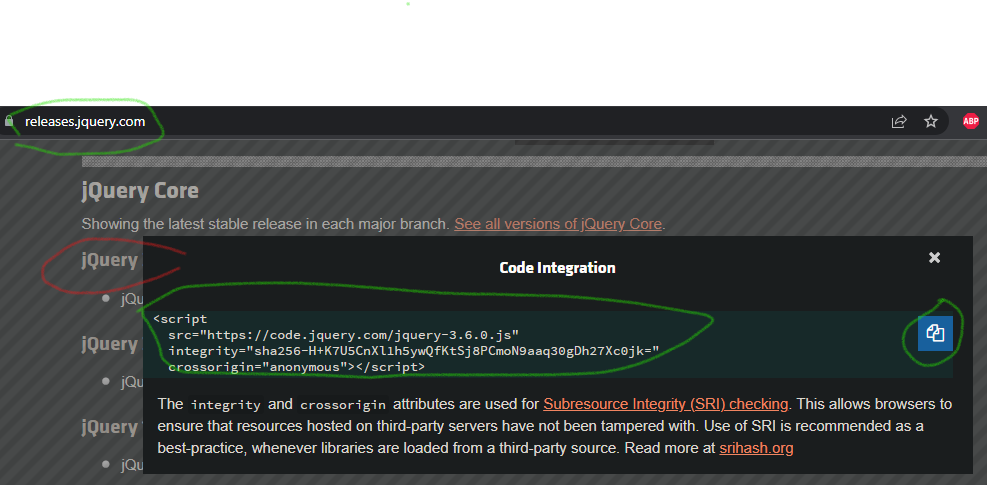 releases.jquery.com
ABP
jQuery Core
Showing the latest stable release in each major branch. See all versions of jQuery Core.
jQuery
Code Integration
jQu
<script
src="https://code.jquery.com/jquery-3.6.0.js"
jQuery
integrity="sha256-H+K7U5CnXl1h5ywQfKtSj8PCmoN9aaq30gDh27Xc0jk="
crossorigin="anonymous"></script>
jQu
The integrity and crossorigin attributes are used for Subresource Integrity (SRI) checking. This allows browsers to
jQuery
ensure that resources hosted on third-party servers have not been tampered with. Use of SRI is recommended as a
best-practice, whenever libraries are loaded from a third-party source. Read more at srihash.org
jQu